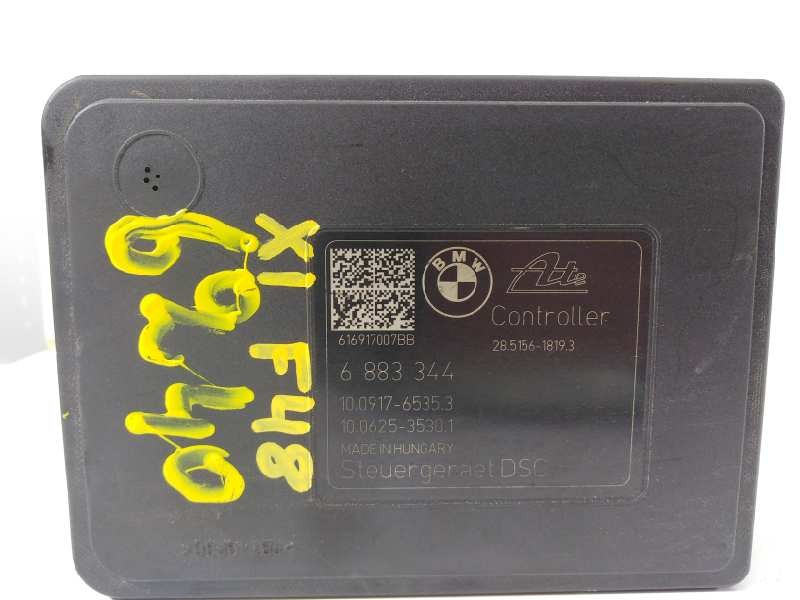 BMW
Ate
Controller
616917007BB
28.5156-1819.3
6 883 344
10.0917-6535.3
10.0625-3530.1
MADE IN HUNGARY
Steuergeraet DSC
X1 F48